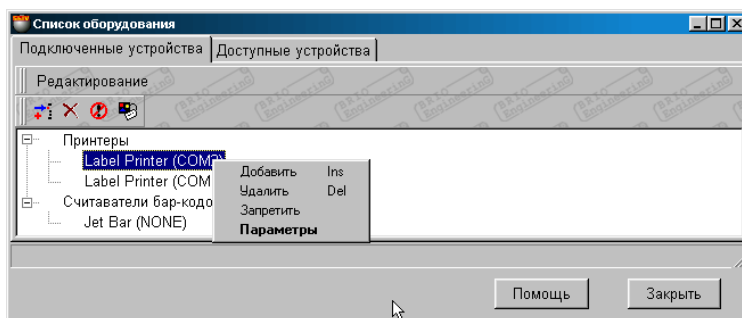 Список оборудования
Подключенные устройства Доступные устройства
Редактирование
Принтеры
Label Printer (COM
Label Printer (COM
Считаватели бар-кодо
Jet Bar (NONE)
Добавить Ins
Удалить Del
Запретить
Параметры
Помощь Закрыть